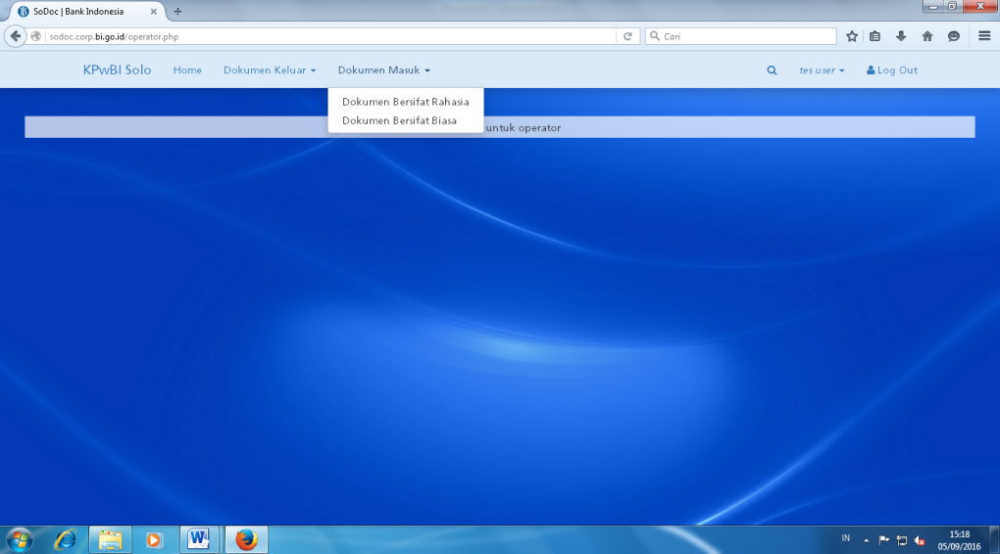 SoDoc | Bank Indonesia
sodoc.corp.bi.go.id/operator.php
Cari
KPwBI Solo Home Dokumen Keluar Dokumen Masuk tes user Log Out
Dokumen Bersifat Rahasia
Dokumen Bersifat Biasa
untuk operator
IN 15:18
05/09/2016